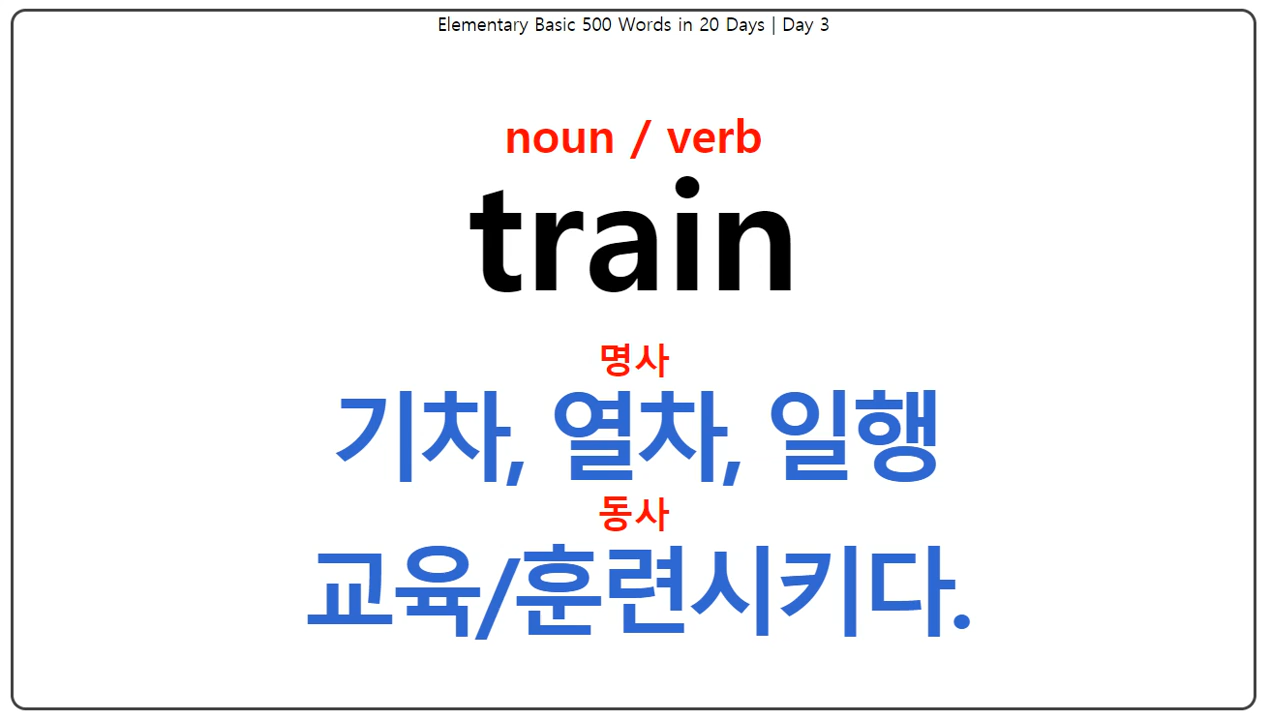 Elementary Basic 500 Words in 20 Days | Day 3
noun / verb
train
명사
기차, 열차, 일행
동사
교육/훈련시키다.